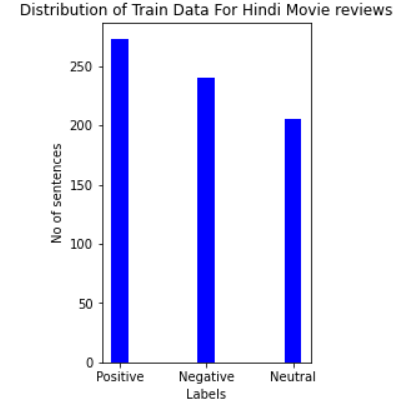 Distribution of Train Data For Hindi Movie reviews
No of sentences
250
200
150
100
50
0
Positive Negative Neutral
Labels